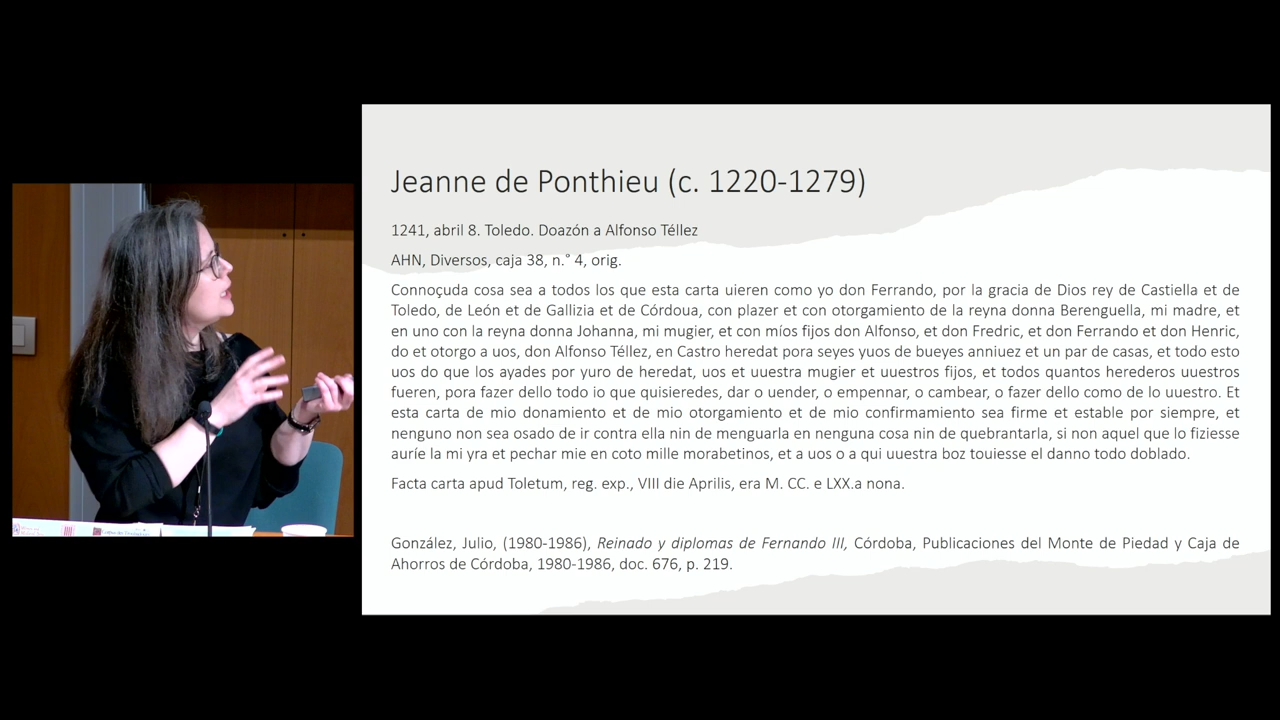 Jeanne de Ponthieu (c. 1220-1279)
1241, abril 8. Toledo. Doazón a Alfonso Téllez
AHN, Diversos, caja 38, n.° 4, orig.
Connoçuda cosa sea a todos los que esta carta uieren como yo don Ferrando, por la gracia de Dios rey de Castiella et de
Toledo, de León et de Gallizia et de Córdoua, con plazer et con otorgamiento de la reyna donna Berenguella, mi madre, et
en uno con la reyna donna Johanna, mi mugier, et con míos fijos don Alfonso, et don Fredric, et don Ferrando et don Henric,
do et otorgo a uos, don Alfonso Téllez, en Castro heredat pora seyes yuos de bueyes anniuez et un par de casas, et todo esto
uos do que los ayades por yuro de heredat, uos et uuestra mugier et uuestros fijos, et todos quantos herederos uuestros
fueren, pora fazer dello todo io que quisieredes, dar o uender, o empennar, o cambear, o fazer dello como de lo uuestro. Et
esta carta de mio donamiento et de mio otorgamiento et de mio confirmamiento sea firme et estable por siempre, et
nenguno non sea osado de ir contra ella nin de menguarla en nenguna cosa nin de quebrantarla, si non aquel que lo fiziesse
auríe la mi yra et pechar mie en coto mille morabetinos, et a uos o a qui uuestra boz touiesse el danno todo doblado.
Facta carta apud Toletum, reg. exp., VIII die Aprilis, era M. CC. e LXX.a nona.
González, Julio, (1980-1986), Reinado y diplomas de Fernando III, Córdoba, Publicaciones del Monte de Piedad y Caja de
Ahorros de Córdoba, 1980-1986, doc. 676, p. 219.